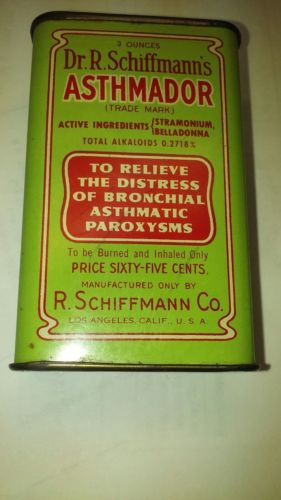 3 OUNCES
Dr. R. Schiffmann's
ASTHMADOR
(TRADE MARK)
ACTIVE INGREDIENTS {STRAMONIUM,
BELLADONNA
TOTAL ALKALOIDS 0.2718%
TO RELIEVE
THE DISTRESS
OF BRONCHIAL
ASTHMATIC
PAROXYSMS
To be Burned and Inhaled Only
PRICE SIXTY-FIVE CENTS.
MANUFACTURED ONLY BY
R. SCHIFFMANN CO.
LOS ANGELES, CALIF., U. S. A.